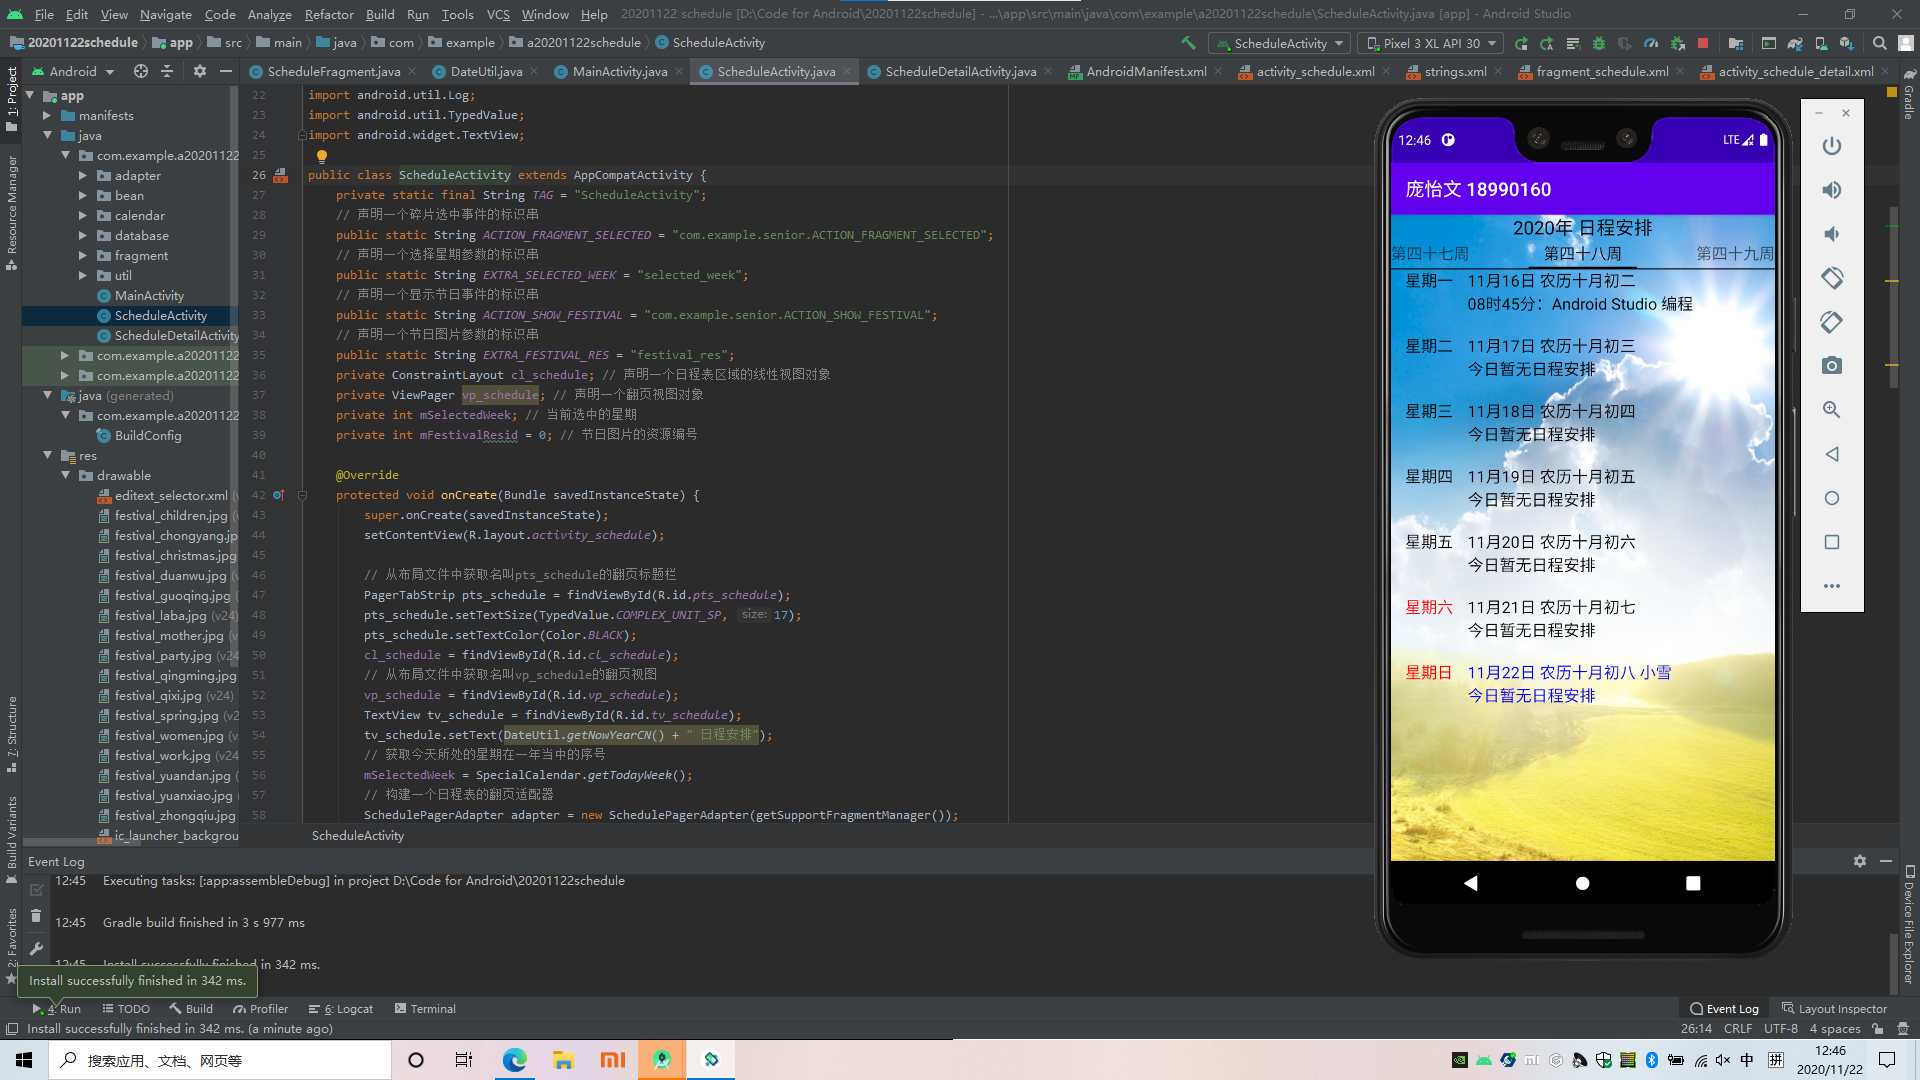 File Edit View Navigate Code Analyze Refactor Build Run Tools VCS Window Help 20201122 schedule [D:\Code for Android\20201122schedule] - ...\app\src\main\java\com\example\a20201122schedule\ScheduleActivity.java [app] - Android Studio
20201122schedule app src main java com example a20201122schedule ScheduleActivity
ScheduleActivity Pixel 3 XL API 30
Android
ScheduleFragment.java DateUtil.java MainActivity.java ScheduleActivity.java ScheduleDetailActivity.java AndroidManifest.xml activity_schedule.xml strings.xml fragment_schedule.xml activity_schedule_detail.xml
1: Project
Resource Manager
7: Structure
Build Variants
2: Favorites
Gradle
Device File Explorer
app
manifests
java
com.example.a20201122
adapter
bean
calendar
database
fragment
util
MainActivity
ScheduleActivity
ScheduleDetailActivity
com.example.a20201122
com.example.a20201122
java (generated)
com.example.a20201122
BuildConfig
res
drawable
editext_selector.xml (v
festival_children.jpg (v
festival_chongyang.jp
festival_christmas.jpg
festival_duanwu.jpg (v
festival_guoqing.jpg (v
festival_laba.jpg (v24)
festival_mother.jpg (v
festival_party.jpg (v24
festival_qingming.jpg
festival_qixi.jpg (v24)
festival_spring.jpg (v2
festival_women.jpg (v
festival_work.jpg (v24
festival_yuandan.jpg (
festival_yuanxiao.jpg (
festival_zhongqiu.jpg
ic_launcher_backgrou
22 import android.util.Log;
23 import android.util.TypedValue;
24 import android.widget.TextView;
25
26 public class ScheduleActivity extends AppCompatActivity {
27 private static final String TAG = "ScheduleActivity";
28 // 声明一个碎片选中事件的标识串
29 public static String ACTION_FRAGMENT_SELECTED = "com.example.senior.ACTION_FRAGMENT_SELECTED";
30 // 声明一个选择星期参数的标识串
31 public static String EXTRA_SELECTED_WEEK = "selected_week";
32 // 声明一个显示节日事件的标识串
33 public static String ACTION_SHOW_FESTIVAL = "com.example.senior.ACTION_SHOW_FESTIVAL";
34 // 声明一个节日图片参数的标识串
35 public static String EXTRA_FESTIVAL_RES = "festival_res";
36 private ConstraintLayout cl_schedule; // 声明一个日程表区域的线性视图对象
37 private ViewPager vp_schedule; // 声明一个翻页视图对象
38 private int mSelectedWeek; // 当前选中的星期
39 private int mFestivalResid = 0; // 节日图片的资源编号
40
41 @Override
42 protected void onCreate(Bundle savedInstanceState) {
43 super.onCreate(savedInstanceState);
44 setContentView(R.layout.activity_schedule);
45
46 // 从布局文件中获取名叫pts_schedule的翻页标题栏
47 PagerTabStrip pts_schedule = findViewById(R.id.pts_schedule);
48 pts_schedule.setTextSize(TypedValue.COMPLEX_UNIT_SP, size: 17);
49 pts_schedule.setTextColor(Color.BLACK);
50 cl_schedule = findViewById(R.id.cl_schedule);
51 // 从布局文件中获取名叫vp_schedule的翻页视图
52 vp_schedule = findViewById(R.id.vp_schedule);
53 TextView tv_schedule = findViewById(R.id.tv_schedule);
54 tv_schedule.setText(DateUtil.getNowYearCN() + " 日程安排");
55 // 获取今天所处的星期在一年当中的序号
56 mSelectedWeek = SpecialCalendar.getTodayWeek();
57 // 构建一个日程表的翻页适配器
58 SchedulePagerAdapter adapter = new SchedulePagerAdapter(getSupportFragmentManager());
ScheduleActivity
12:46 LTE
庞怡文 18990160
2020年 日程安排
第四十七周 第四十八周 第四十九周
星期一 11月16日 农历十月初二
08时45分：Android Studio 编程
星期二 11月17日 农历十月初三
今日暂无日程安排
星期三 11月18日 农历十月初四
今日暂无日程安排
星期四 11月19日 农历十月初五
今日暂无日程安排
星期五 11月20日 农历十月初六
今日暂无日程安排
星期六 11月21日 农历十月初七
今日暂无日程安排
星期日 11月22日 农历十月初八 小雪
今日暂无日程安排
Event Log
12:45 Executing tasks: [:app:assembleDebug] in project D:\Code for Android\20201122schedule
12:45 Gradle build finished in 3 s 977 ms
12:45 Install successfully finished in 342 ms.
Install successfully finished in 342 ms.
4: Run TODO Build Profiler 6: Logcat Terminal Event Log Layout Inspector
Install successfully finished in 342 ms. (a minute ago) 26:14 CRLF UTF-8 4 spaces
搜索应用、文档、网页等
中 拼 12:46
2020/11/22